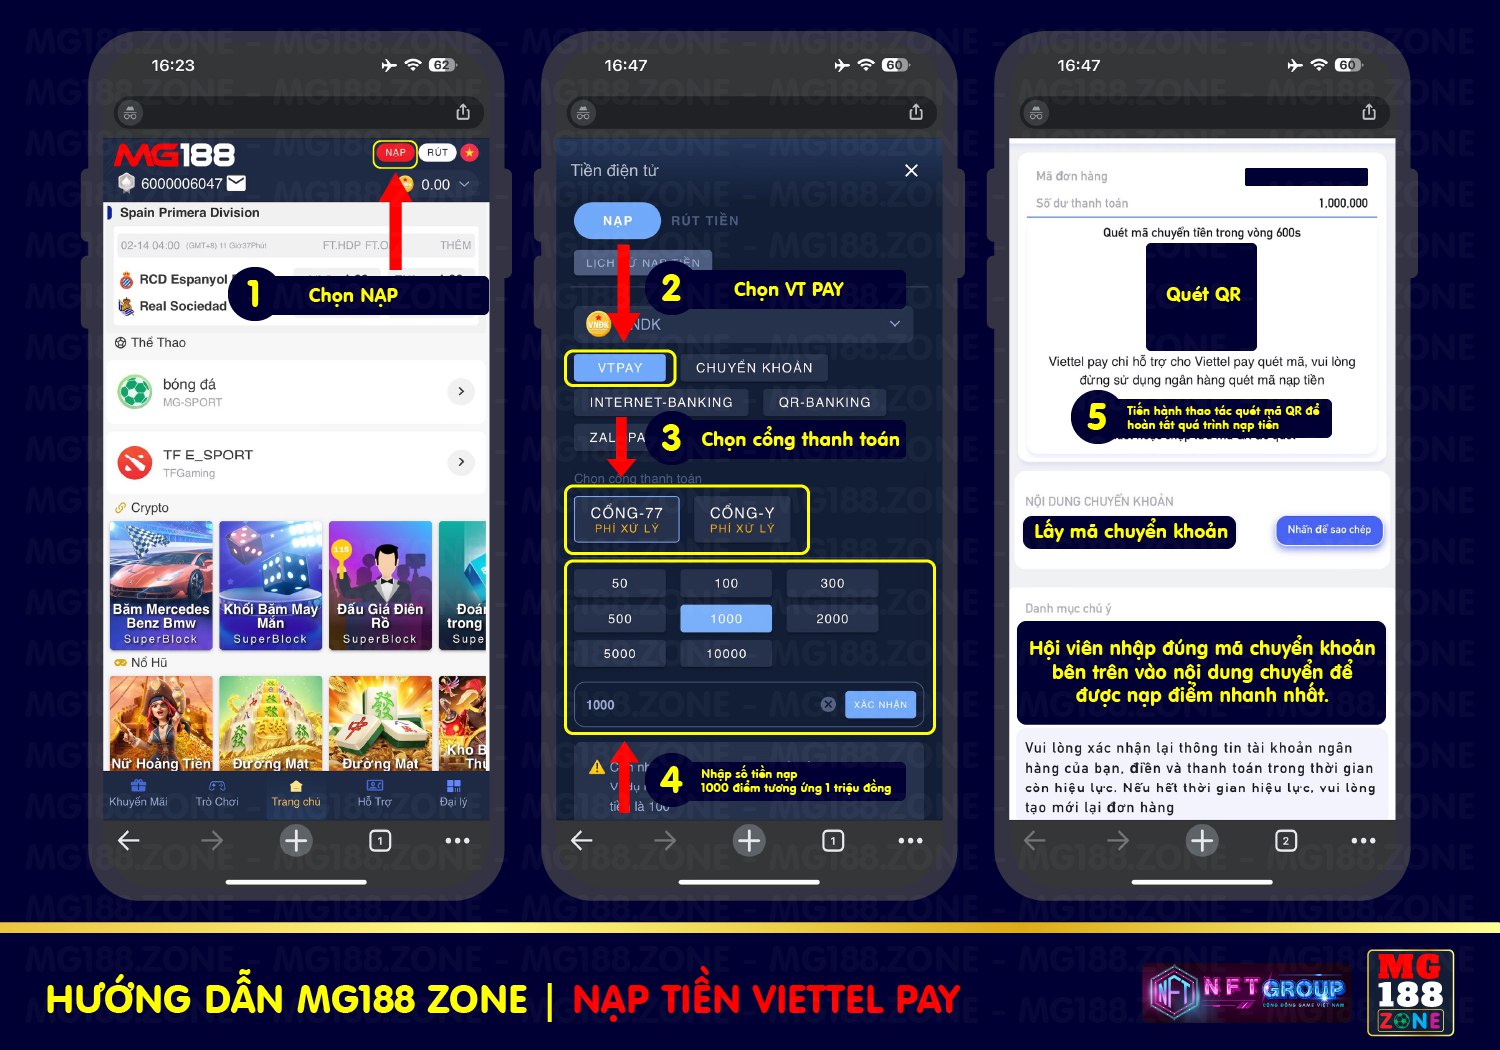 16:23
62
MG188
NẠP
RÚT
6000006047
0.00
Spain Primera Division
02-14 04:00 (GMT+8) 11 Giờ37Phút
FT.HDP FT.O
THÊM
RCD Espanyol
Real Sociedad
1 Chọn NẠP
Thể Thao
bóng đá
MG-SPORT
TF E_SPORT
TFGaming
Crypto
Băm Mercedes Benz Bmw
SuperBlock
Khối Băm May Mắn
SuperBlock
Đấu Giá Điên Rồ
SuperBlock
Đoán
trong
Supe
Nổ Hũ
Nữ Hoàng Tiên
Đường Mạt
Đường Mạt
Kho B
Thu
Khuyến Mãi
Trò Chơi
Trang chủ
Hỗ Trợ
Đại lý
1
16:47
60
Tiền điện tử
NẠP
RÚT TIỀN
LỊCH SỬ NẠP TIỀN
2 Chọn VT PAY
VNDK
VTPAY
CHUYỂN KHOẢN
INTERNET-BANKING
QR-BANKING
ZALOPA
3 Chọn cổng thanh toán
Chọn cổng thanh toán
CỔNG-77
PHÍ XỬ LÝ
CỔNG-Y
PHÍ XỬ LÝ
50
100
300
500
1000
2000
5000
10000
1000
XÁC NHẬN
4 Nhập số tiền nạp
1000 điểm tương ứng 1 triệu đồng
tiền là 100
1
16:47
60
Mã đơn hàng
Số dư thanh toán
1,000,000
Quét mã chuyển tiền trong vòng 600s
Quét QR
Viettel pay chỉ hỗ trợ cho Viettel pay quét mã, vui lòng
đừng sử dụng ngân hàng quét mã nạp tiền
5 Tiến hành thao tác quét mã QR để
hoàn tất quá trình nạp tiền
NỘI DUNG CHUYỂN KHOẢN
Lấy mã chuyển khoản
Nhấn để sao chép
Danh mục chú ý
Hội viên nhập đúng mã chuyển khoản
bên trên vào nội dung chuyển để
được nạp điểm nhanh nhất.
Vui lòng xác nhận lại thông tin tài khoản ngân
hàng của bạn, điền và thanh toán trong thời gian
còn hiệu lực. Nếu hết thời gian hiệu lực, vui lòng
tạo mới lại đơn hàng
2
HƯỚNG DẪN MG188 ZONE | NẠP TIỀN VIETTEL PAY
NFT
NFTGROUP
CỘNG ĐỒNG GAME VIỆT NAM
MG
188
ZONE